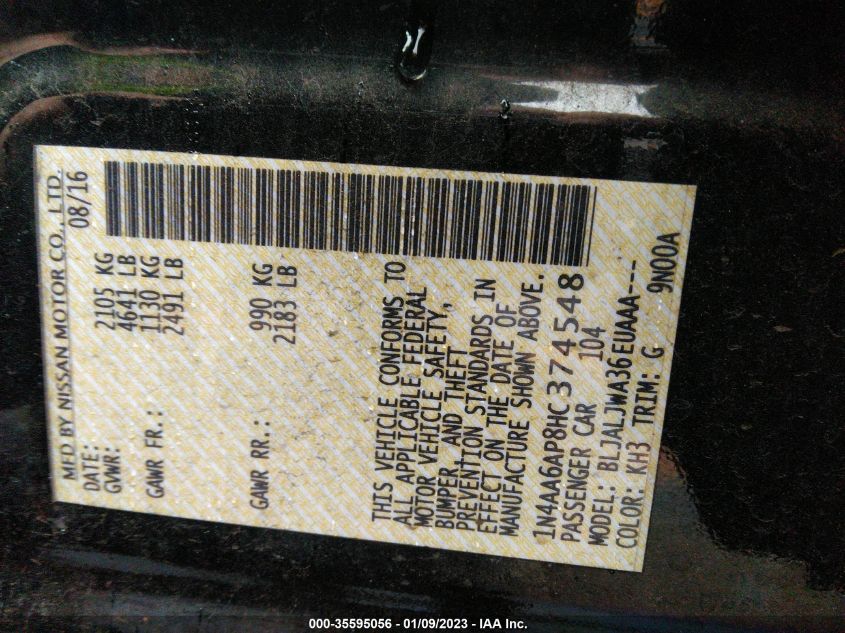 MFD BY NISSAN MOTOR CO., LTD.
DATE: 08/16
GVWR: 2105 KG
4641 LB
GAWR FR.: 1130 KG
2491 LB
GAWR RR.: 990 KG
2183 LB
THIS VEHICLE CONFORMS TO
ALL APPLICABLE FEDERAL
MOTOR VEHICLE SAFETY,
BUMPER, AND THEFT
PREVENTION STANDARDS IN
EFFECT ON THE DATE OF
MANUFACTURE SHOWN ABOVE.
1N4AA6AP8HC374548
PASSENGER CAR 104
MODEL: BLJALJWA36EUAAA---
COLOR: KH3 TRIM: G 9N00A
000-35595056 - 01/09/2023 - IAA Inc.